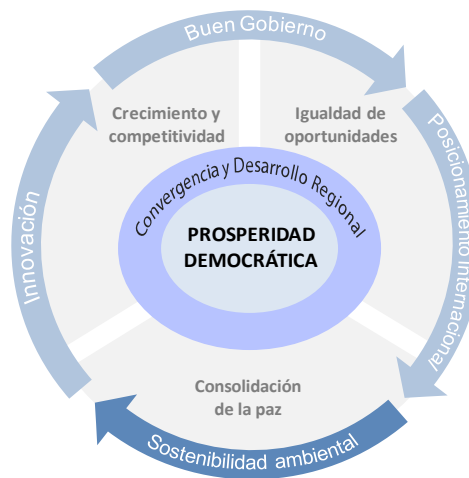 Buen Gobierno
Crecimiento y
competitividad
Igualdad de
oportunidades
Posicionamiento Internacional
Innovación
Convergencia y Desarrollo Regional
PROSPERIDAD
DEMOCRÁTICA
Consolidación
de la paz
Sostenibilidad ambiental